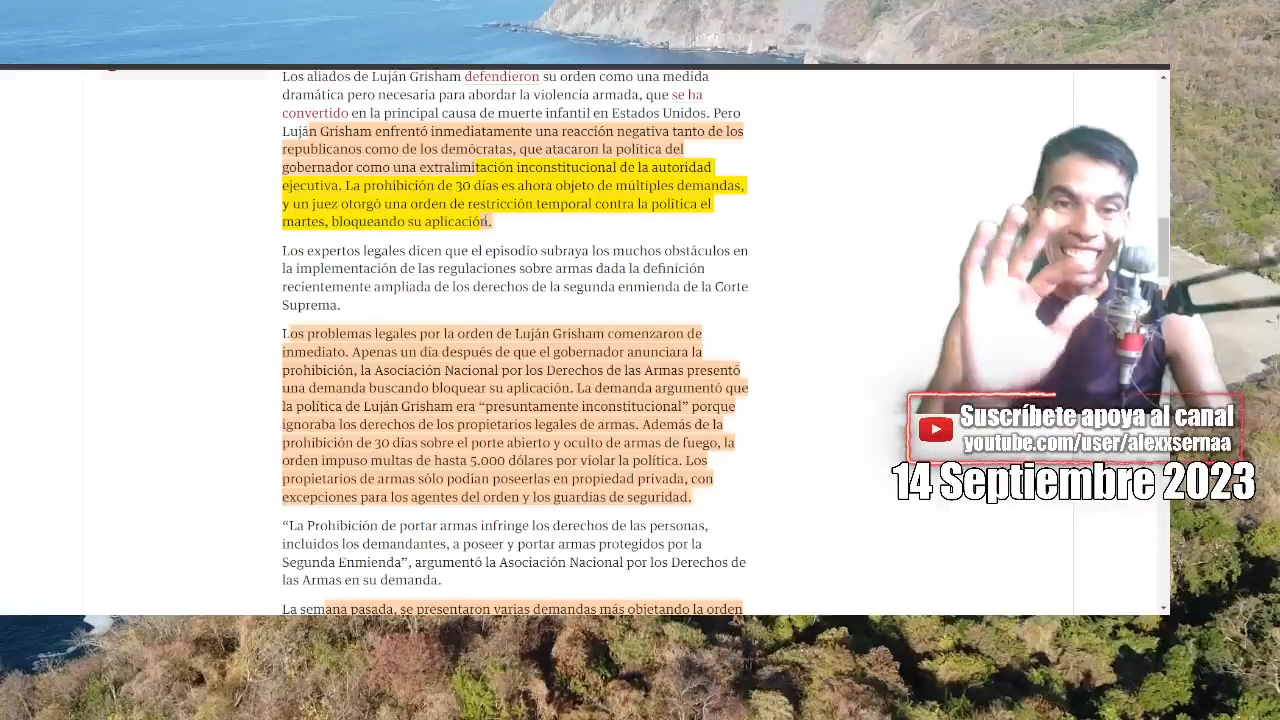 Los aliados de Luján Grisham defendieron su orden como una medida
dramática pero necesaria para abordar la violencia armada, que se ha
convertido en la principal causa de muerte infantil en Estados Unidos. Pero
Luján Grisham enfrentó inmediatamente una reacción negativa tanto de los
republicanos como de los demócratas, que atacaron la política del
gobernador como una extralimitación inconstitucional de la autoridad
ejecutiva. La prohibición de 30 días es ahora objeto de múltiples demandas,
y un juez otorgó una orden de restricción temporal contra la política el
martes, bloqueando su aplicación.
Los expertos legales dicen que el episodio subraya los muchos obstáculos en
la implementación de las regulaciones sobre armas dada la definición
recientemente ampliada de los derechos de la segunda enmienda de la Corte
Suprema.
Los problemas legales por la orden de Luján Grisham comenzaron de
inmediato. Apenas un día después de que el gobernador anunciara la
prohibición, la Asociación Nacional por los Derechos de las Armas presentó
una demanda buscando bloquear su aplicación. La demanda argumentó que
la política de Luján Grisham era “presuntamente inconstitucional” porque
ignoraba los derechos de los propietarios legales de armas. Además de la
prohibición de 30 días sobre el porte abierto y oculto de armas de fuego, la
orden impuso multas de hasta 5.000 dólares por violar la política. Los
propietarios de armas sólo podían poseerlas en propiedad privada, con
excepciones para los agentes del orden y los guardias de seguridad.
“La Prohibición de portar armas infringe los derechos de las personas,
incluidos los demandantes, a poseer y portar armas protegidos por la
Segunda Enmienda”, argumentó la Asociación Nacional por los Derechos de
las Armas en su demanda.
La semana pasada, se presentaron varias demandas más objetando la orden
Suscríbete apoya al canal
youtube.com/user/alexxsernaa
14 Septiembre 2023